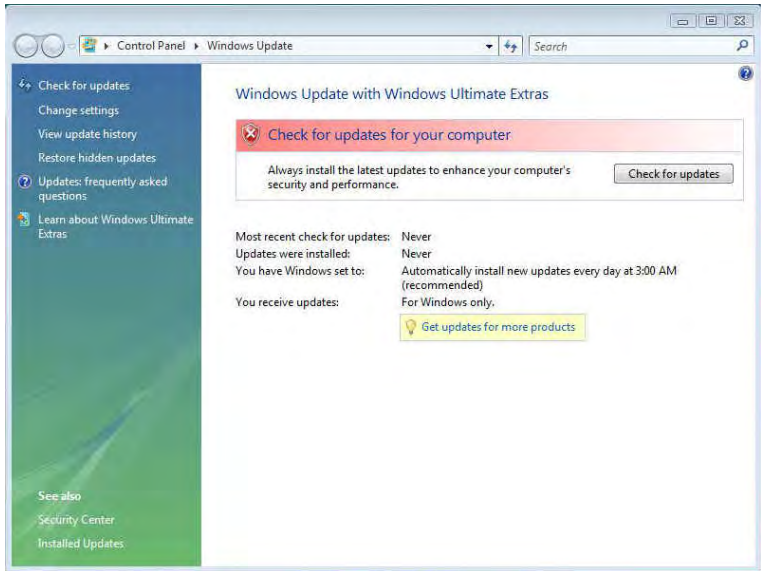 Control Panel Windows Update
Search
Check for updates
Change settings
View update history
Restore hidden updates
Updates: frequently asked
questions
Learn about Windows Ultimate
Extras
See also
Security Center
Installed Updates
Windows Update with Windows Ultimate Extras
Check for updates for your computer
Always install the latest updates to enhance your computer's
security and performance.
Check for updates
Most recent check for updates: Never
Updates were installed: Never
You have Windows set to: Automatically install new updates every day at 3:00 AM
(recommended)
You receive updates: For Windows only.
Get updates for more products